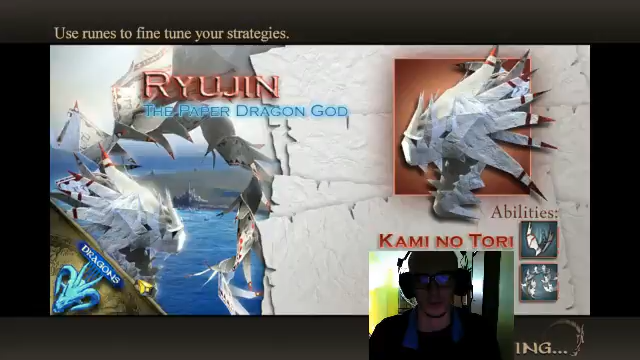 Use runes to fine tune your strategies.
RYUJIN
THE PAPER DRAGON GOD
Abilities:
KAMI NO TORI
DRAGONS
ING...